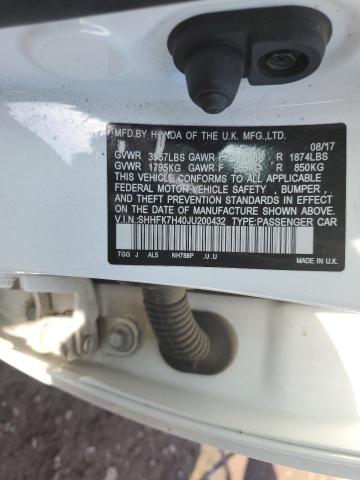 MFD.BY HONDA OF THE U.K.MFG.,LTD.
08/17
GVWR 3957LBS GAWR F R 1874LBS
GVWR 1795KG GAWR F R 850KG
THIS VEHICLE CONFORMS TO ALL APPLICABLE
FEDERAL MOTOR VEHICLE SAFETY, BUMPER,
AND THEFT PREVENTION STANDARDS IN
EFFECT ON THE DATE OF MANUFACTURE SHOWN ABOVE.
V.I.N.:SHHFK7H40JU200432 TYPE:PASSENGER CAR
TGG J AL5 NH788P .U.U
MADE IN U.K.